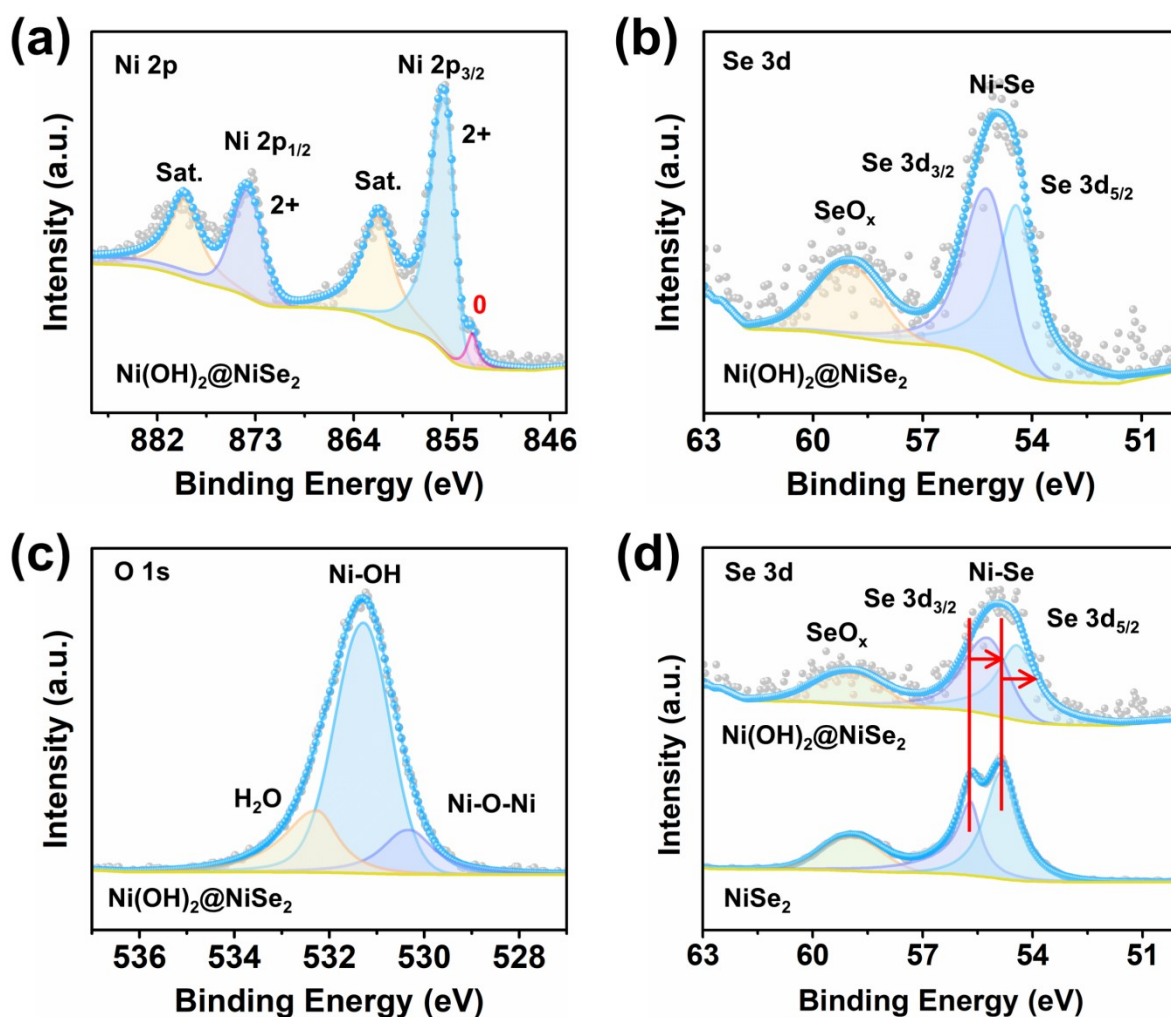 (a)
Ni 2p
Ni 2p3/2
2+
Ni 2p1/2
2+
Sat.
Sat.
0
Ni(OH)2@NiSe2
882 873 864 855 846
Binding Energy (eV)
Intensity (a.u.)
(b)
Se 3d
Ni-Se
Se 3d3/2
Se 3d5/2
SeOx
Ni(OH)2@NiSe2
63 60 57 54 51
Binding Energy (eV)
Intensity (a.u.)
(c)
O 1s
Ni-OH
H2O
Ni-O-Ni
Ni(OH)2@NiSe2
536 534 532 530 528
Binding Energy (eV)
Intensity (a.u.)
(d)
Se 3d
Ni-Se
Se 3d3/2
Se 3d5/2
SeOx
Ni(OH)2@NiSe2
NiSe2
63 60 57 54 51
Binding Energy (eV)
Intensity (a.u.)